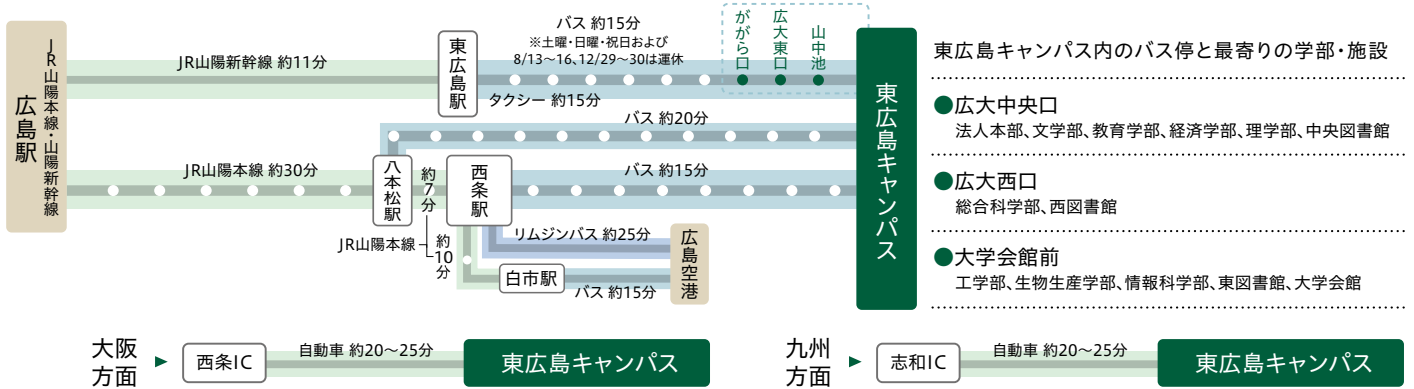 広島駅
JR山陽本線・山陽新幹線
JR山陽新幹線 約11分
東広島駅
バス 約15分
※土曜・日曜・祝日および
8/13〜16、12/29〜30は運休
ががら口
広大東口
山中池
タクシー 約15分
バス 約20分
JR山陽本線 約30分
八本松駅
約7分
西条駅
バス 約15分
JR山陽本線
約10分
リムジンバス 約25分
白市駅
バス 約15分
広島空港
東広島キャンパス
東広島キャンパス内のバス停と最寄りの学部・施設
●広大中央口
法人本部、文学部、教育学部、経済学部、理学部、中央図書館
●広大西口
総合科学部、西図書館
●大学会館前
工学部、生物生産学部、情報科学部、東図書館、大学会館
大阪
方面
西条IC
自動車 約20〜25分
東広島キャンパス
九州
方面
志和IC
自動車 約20〜25分
東広島キャンパス